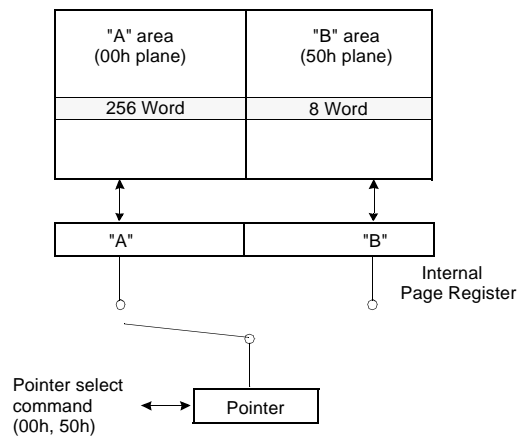 "A" area
(00h plane)
"B" area
(50h plane)
256 Word
8 Word
"A"
"B"
Internal
Page Register
Pointer select
command
(00h, 50h)
Pointer